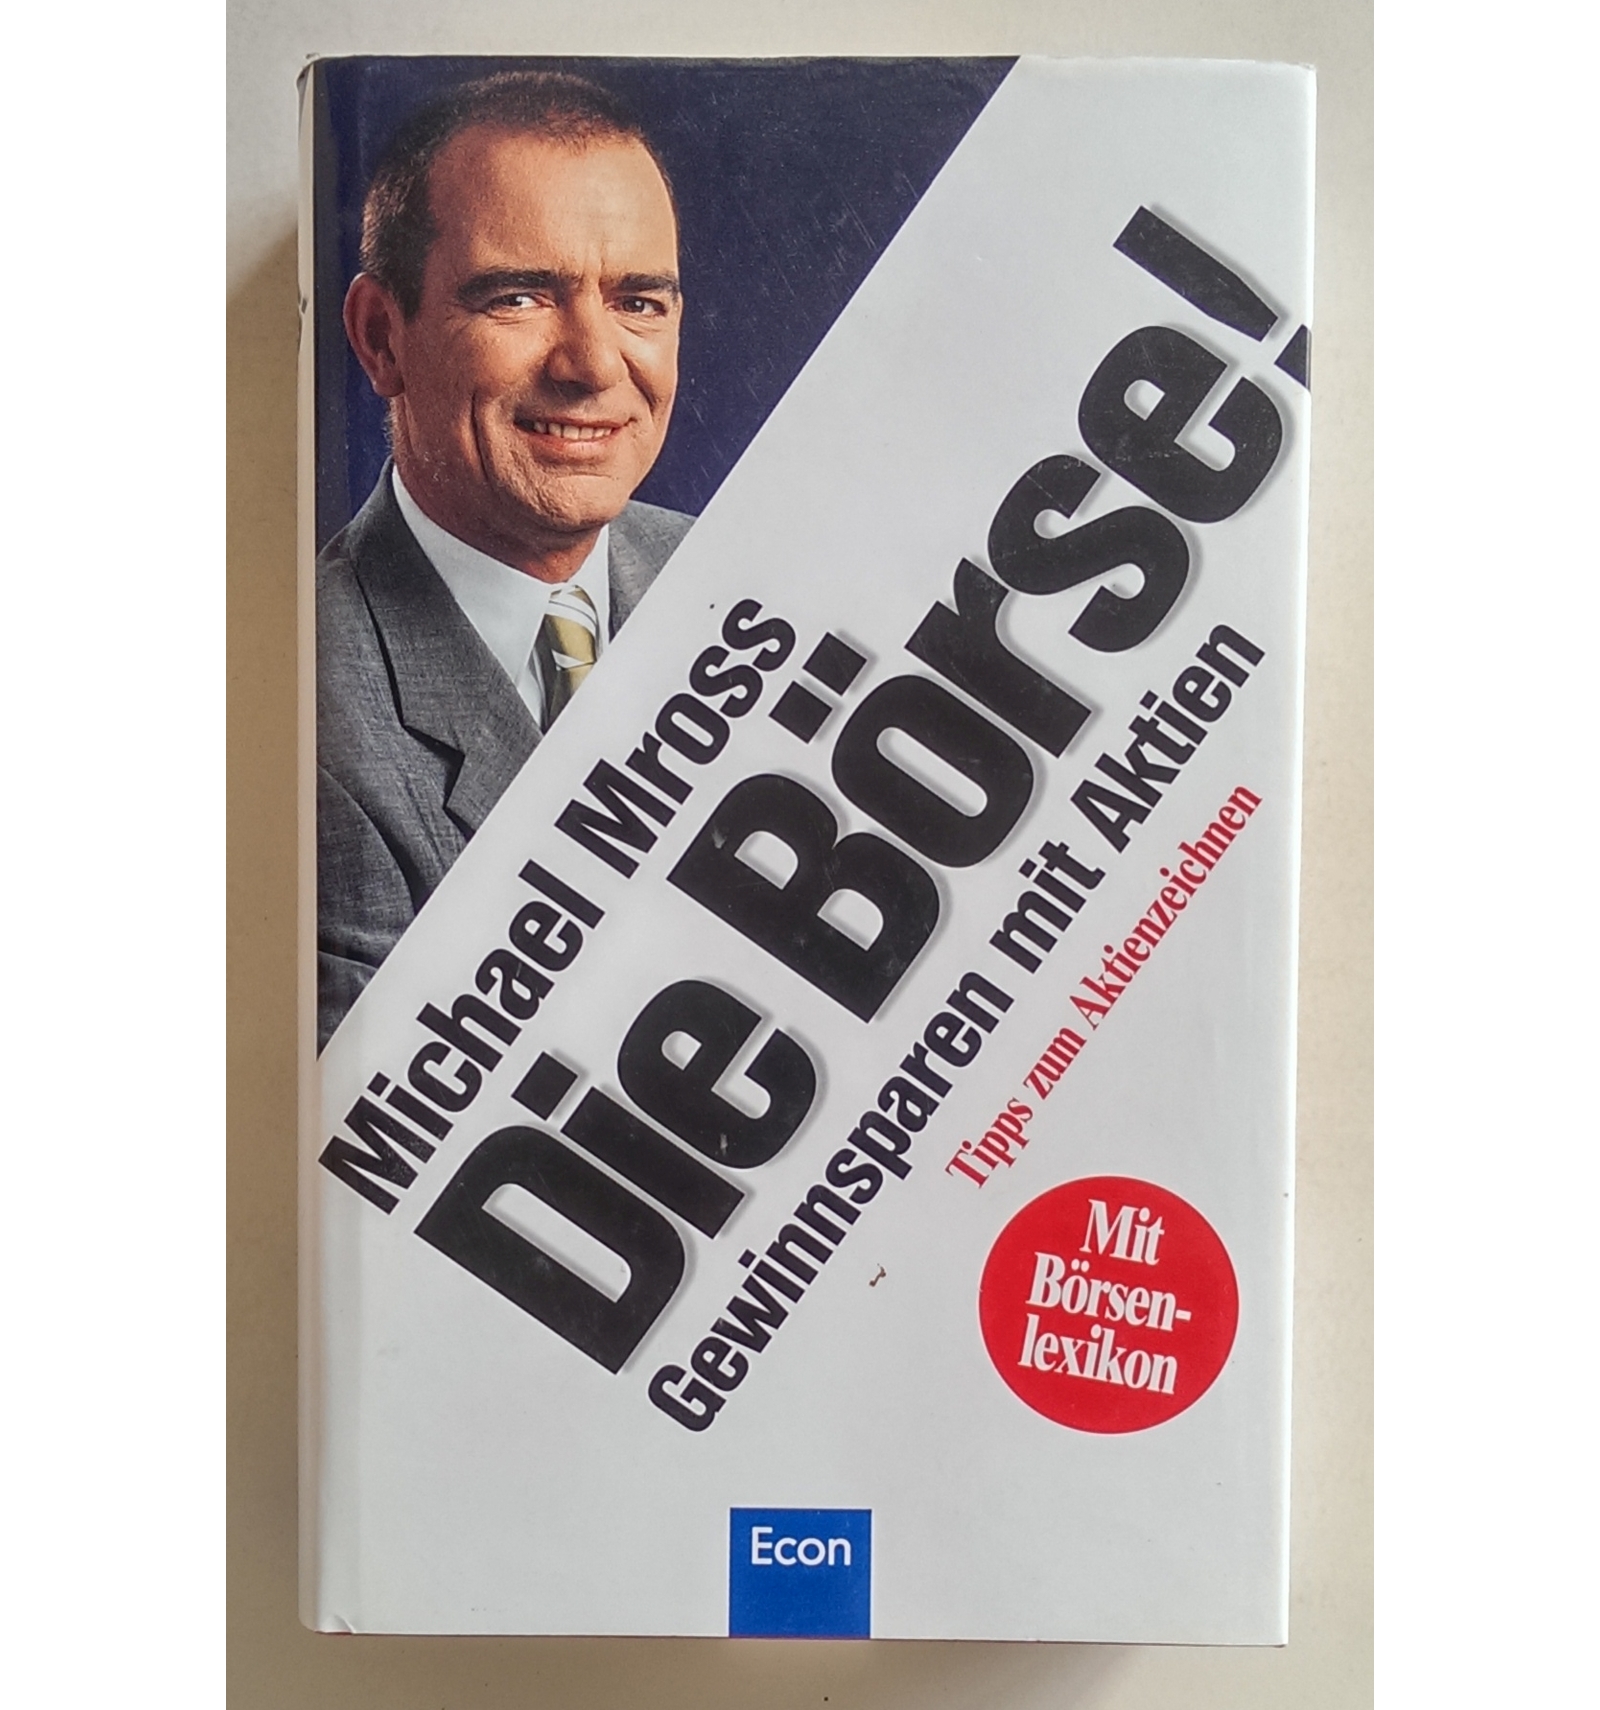 Michael Mross
Die Börse!
Gewinnsparen mit Aktien
Tipps zum Aktienzeichnen
Mit
Börsen-
lexikon
Econ